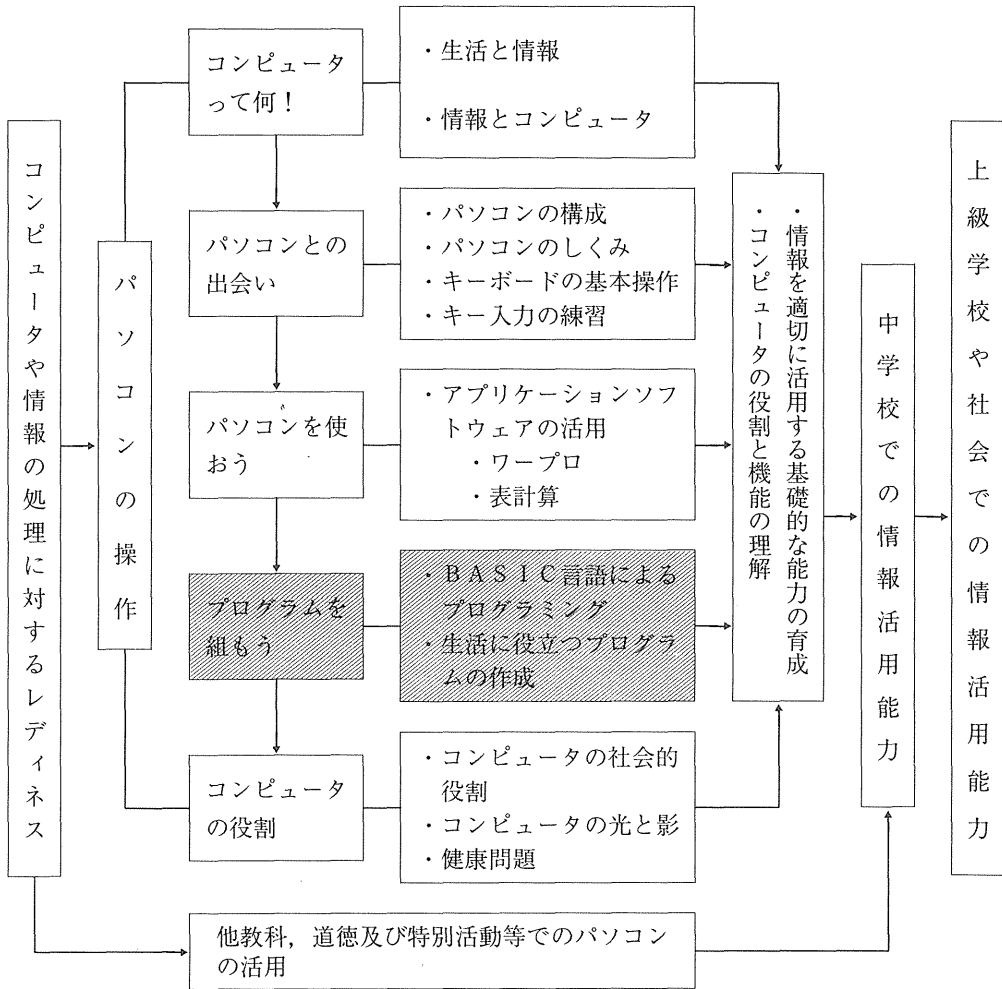 コンピュータや情報の処理に対するレディネス
パソコンの操作
コンピュータ
って何!
・生活と情報
・情報とコンピュータ
パソコンとの
出会い
・パソコンの構成
・パソコンのしくみ
・キーボードの基本操作
・キー入力の練習
パソコンを使
おう
・アプリケーションソフ
トウェアの活用
・ワープロ
・表計算
プログラムを
組もう
・BASIC言語による
プログラミング
・生活に役立つプログラ
ムの作成
コンピュータ
の役割
・コンピュータの社会的
役割
・コンピュータの光と影
・健康問題
他教科,道徳及び特別活動等でのパソコン
の活用
・情報を適切に活用する基礎的な能力の育成
・コンピュータの役割と機能の理解
中学校での情報活用能力
上級学校や社会での情報活用能力